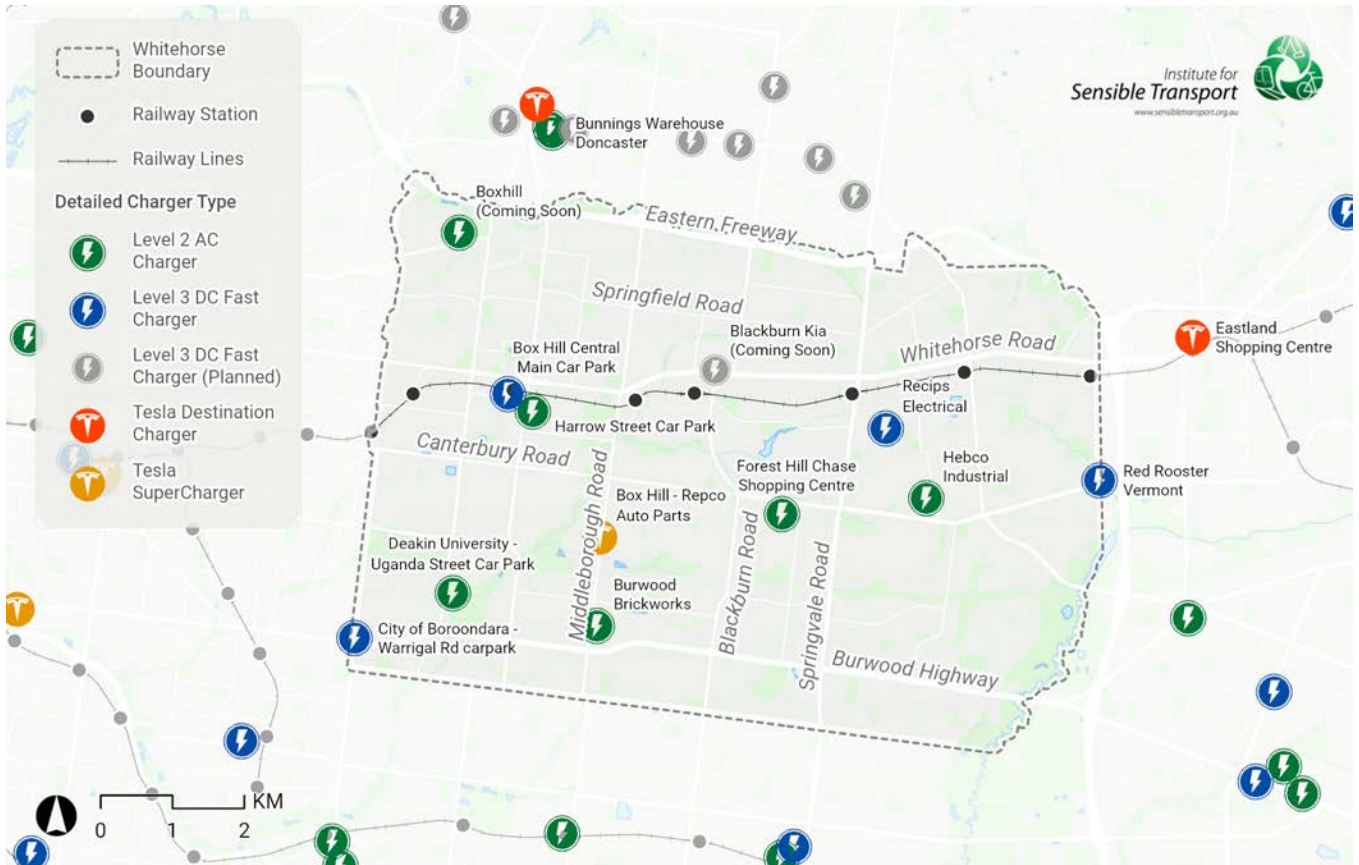 Whitehorse
Boundary
Railway Station
Railway Lines
Detailed Charger Type
Level 2 AC
Charger
Level 3 DC Fast
Charger
Level 3 DC Fast
Charger (Planned)
Tesla Destination
Charger
Tesla
SuperCharger
Institute for
Sensible Transport
www.sensibletransport.org.au
Bunnings Warehouse
Doncaster
Boxhill
(Coming Soon)
Eastern Freeway
Springfield Road
Blackburn Kia
(Coming Soon)
Whitehorse Road
Eastland
Shopping Centre
Box Hill Central
Main Car Park
Recips
Electrical
Harrow Street Car Park
Canterbury Road
Middleborough Road
Forest Hill Chase
Shopping Centre
Hebco
Industrial
Red Rooster
Vermont
Box Hill - Repco
Auto Parts
Blackburn Road
Springvale Road
Deakin University -
Uganda Street Car Park
Burwood
Brickworks
City of Boroondara -
Warrigal Rd carpark
Burwood Highway
KM
0 1 2